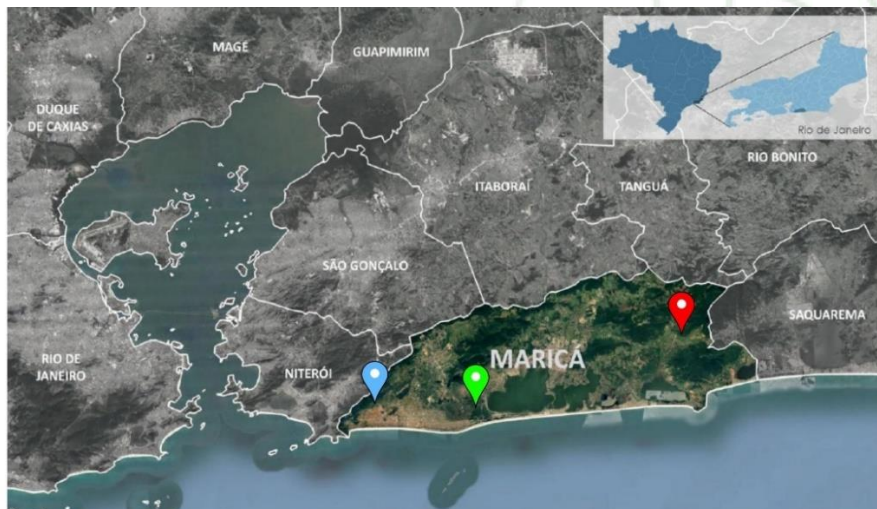 MAGÉ
GUAPIMIRIM
DUQUE
DE CAXIAS
Rio de Janeiro
RIO BONITO
ITABORAÍ
TANGUÁ
SÃO GONÇALO
SAQUAREMA
RIO DE
JANEIRO
NITERÓI
MARICÁ